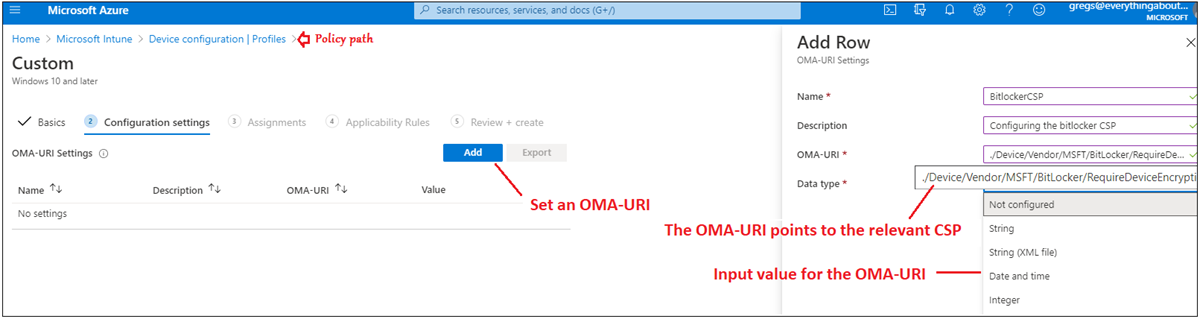 Microsoft Azure
Search resources, services, and docs (G+/)
gregs@everythingabout...
MICROSOFT
Home > Microsoft Intune > Device configuration | Profiles >
Policy path
Custom
Windows 10 and later
Basics
2 Configuration settings
3 Assignments
4 Applicability Rules
5 Review + create
OMA-URI Settings
Add
Export
Name
Description
OMA-URI
Value
No settings
Set an OMA-URI
Add Row
OMA-URI Settings
Name *
BitlockerCSP
Description
Configuring the bitlocker CSP
OMA-URI *
./Device/Vendor/MSFT/BitLocker/RequireDe...
Data type *
./Device/Vendor/MSFT/BitLocker/RequireDeviceEncrypti
Not configured
The OMA-URI points to the relevant CSP
String
String (XML file)
Input value for the OMA-URI
Date and time
Integer